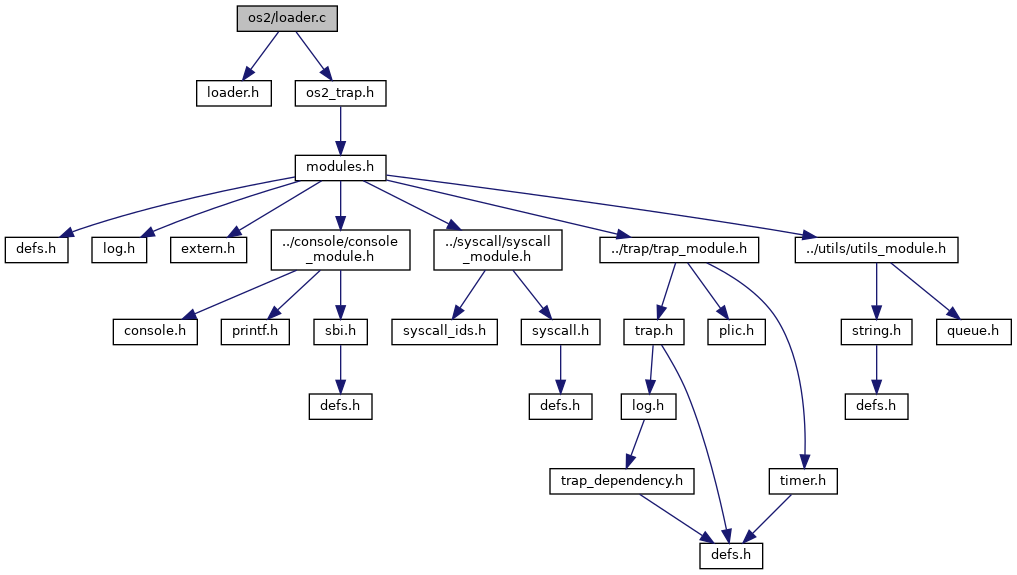 os2/loader.c
loader.h
os2_trap.h
modules.h
defs.h
log.h
extern.h
../console/console
_module.h
../syscall/syscall
_module.h
../trap/trap_module.h
../utils/utils_module.h
console.h
printf.h
sbi.h
syscall_ids.h
syscall.h
trap.h
plic.h
string.h
queue.h
defs.h
defs.h
log.h
defs.h
trap_dependency.h
timer.h
defs.h